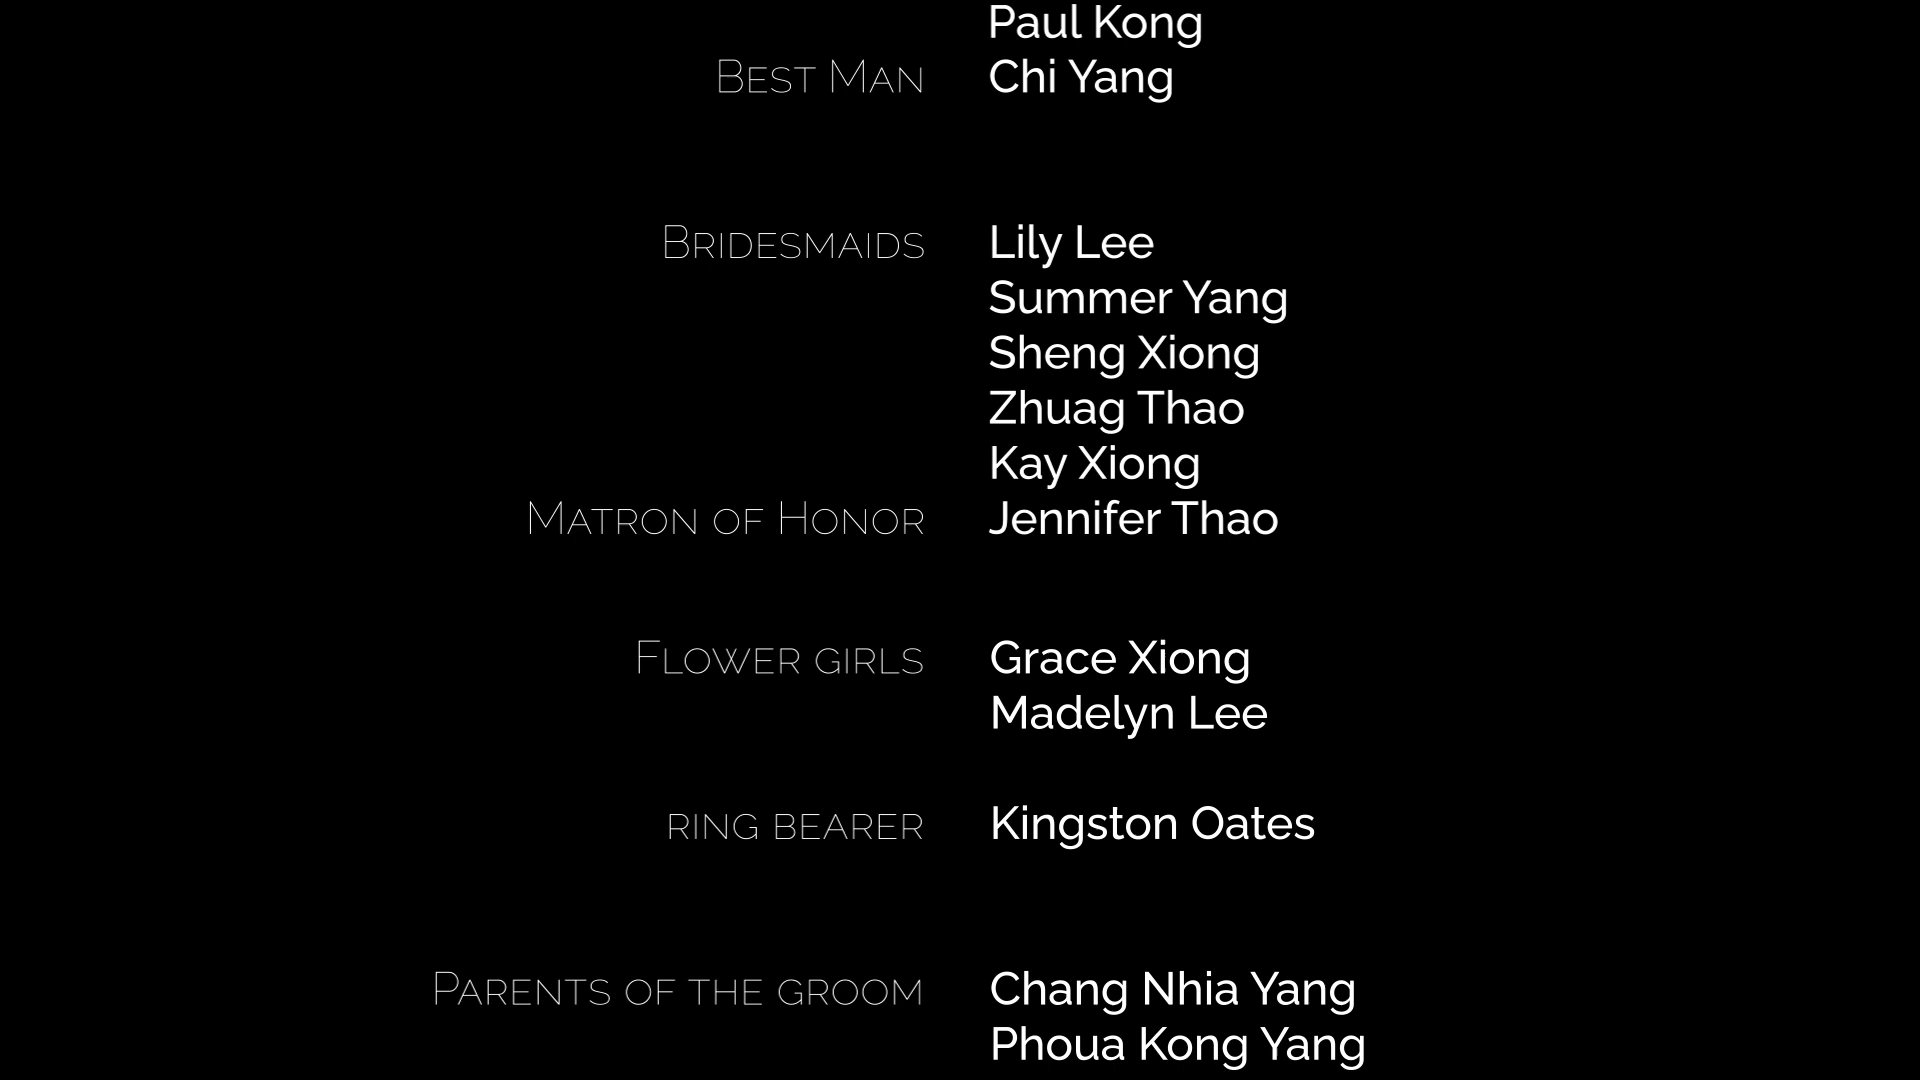 Paul Kong
Best Man Chi Yang
Bridesmaids Lily Lee
Summer Yang
Sheng Xiong
Zhuag Thao
Kay Xiong
Matron of Honor Jennifer Thao
Flower girls Grace Xiong
Madelyn Lee
ring bearer Kingston Oates
Parents of the groom Chang Nhia Yang
Phoua Kong Yang